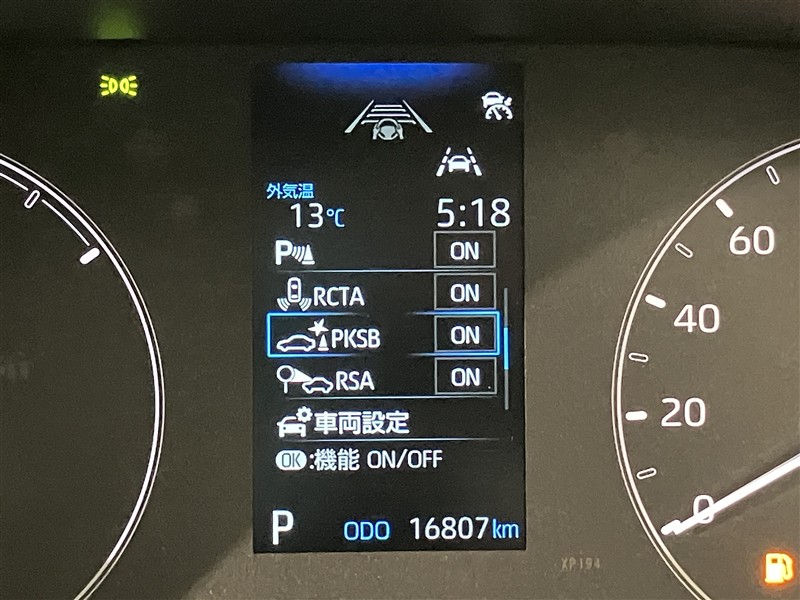 外気温
13℃ 5:18
P ON
RCTA ON
PKSB ON
RSA ON
車両設定
OK:機能 ON/OFF
P ODO 16807km
60
40
20
0
XP194